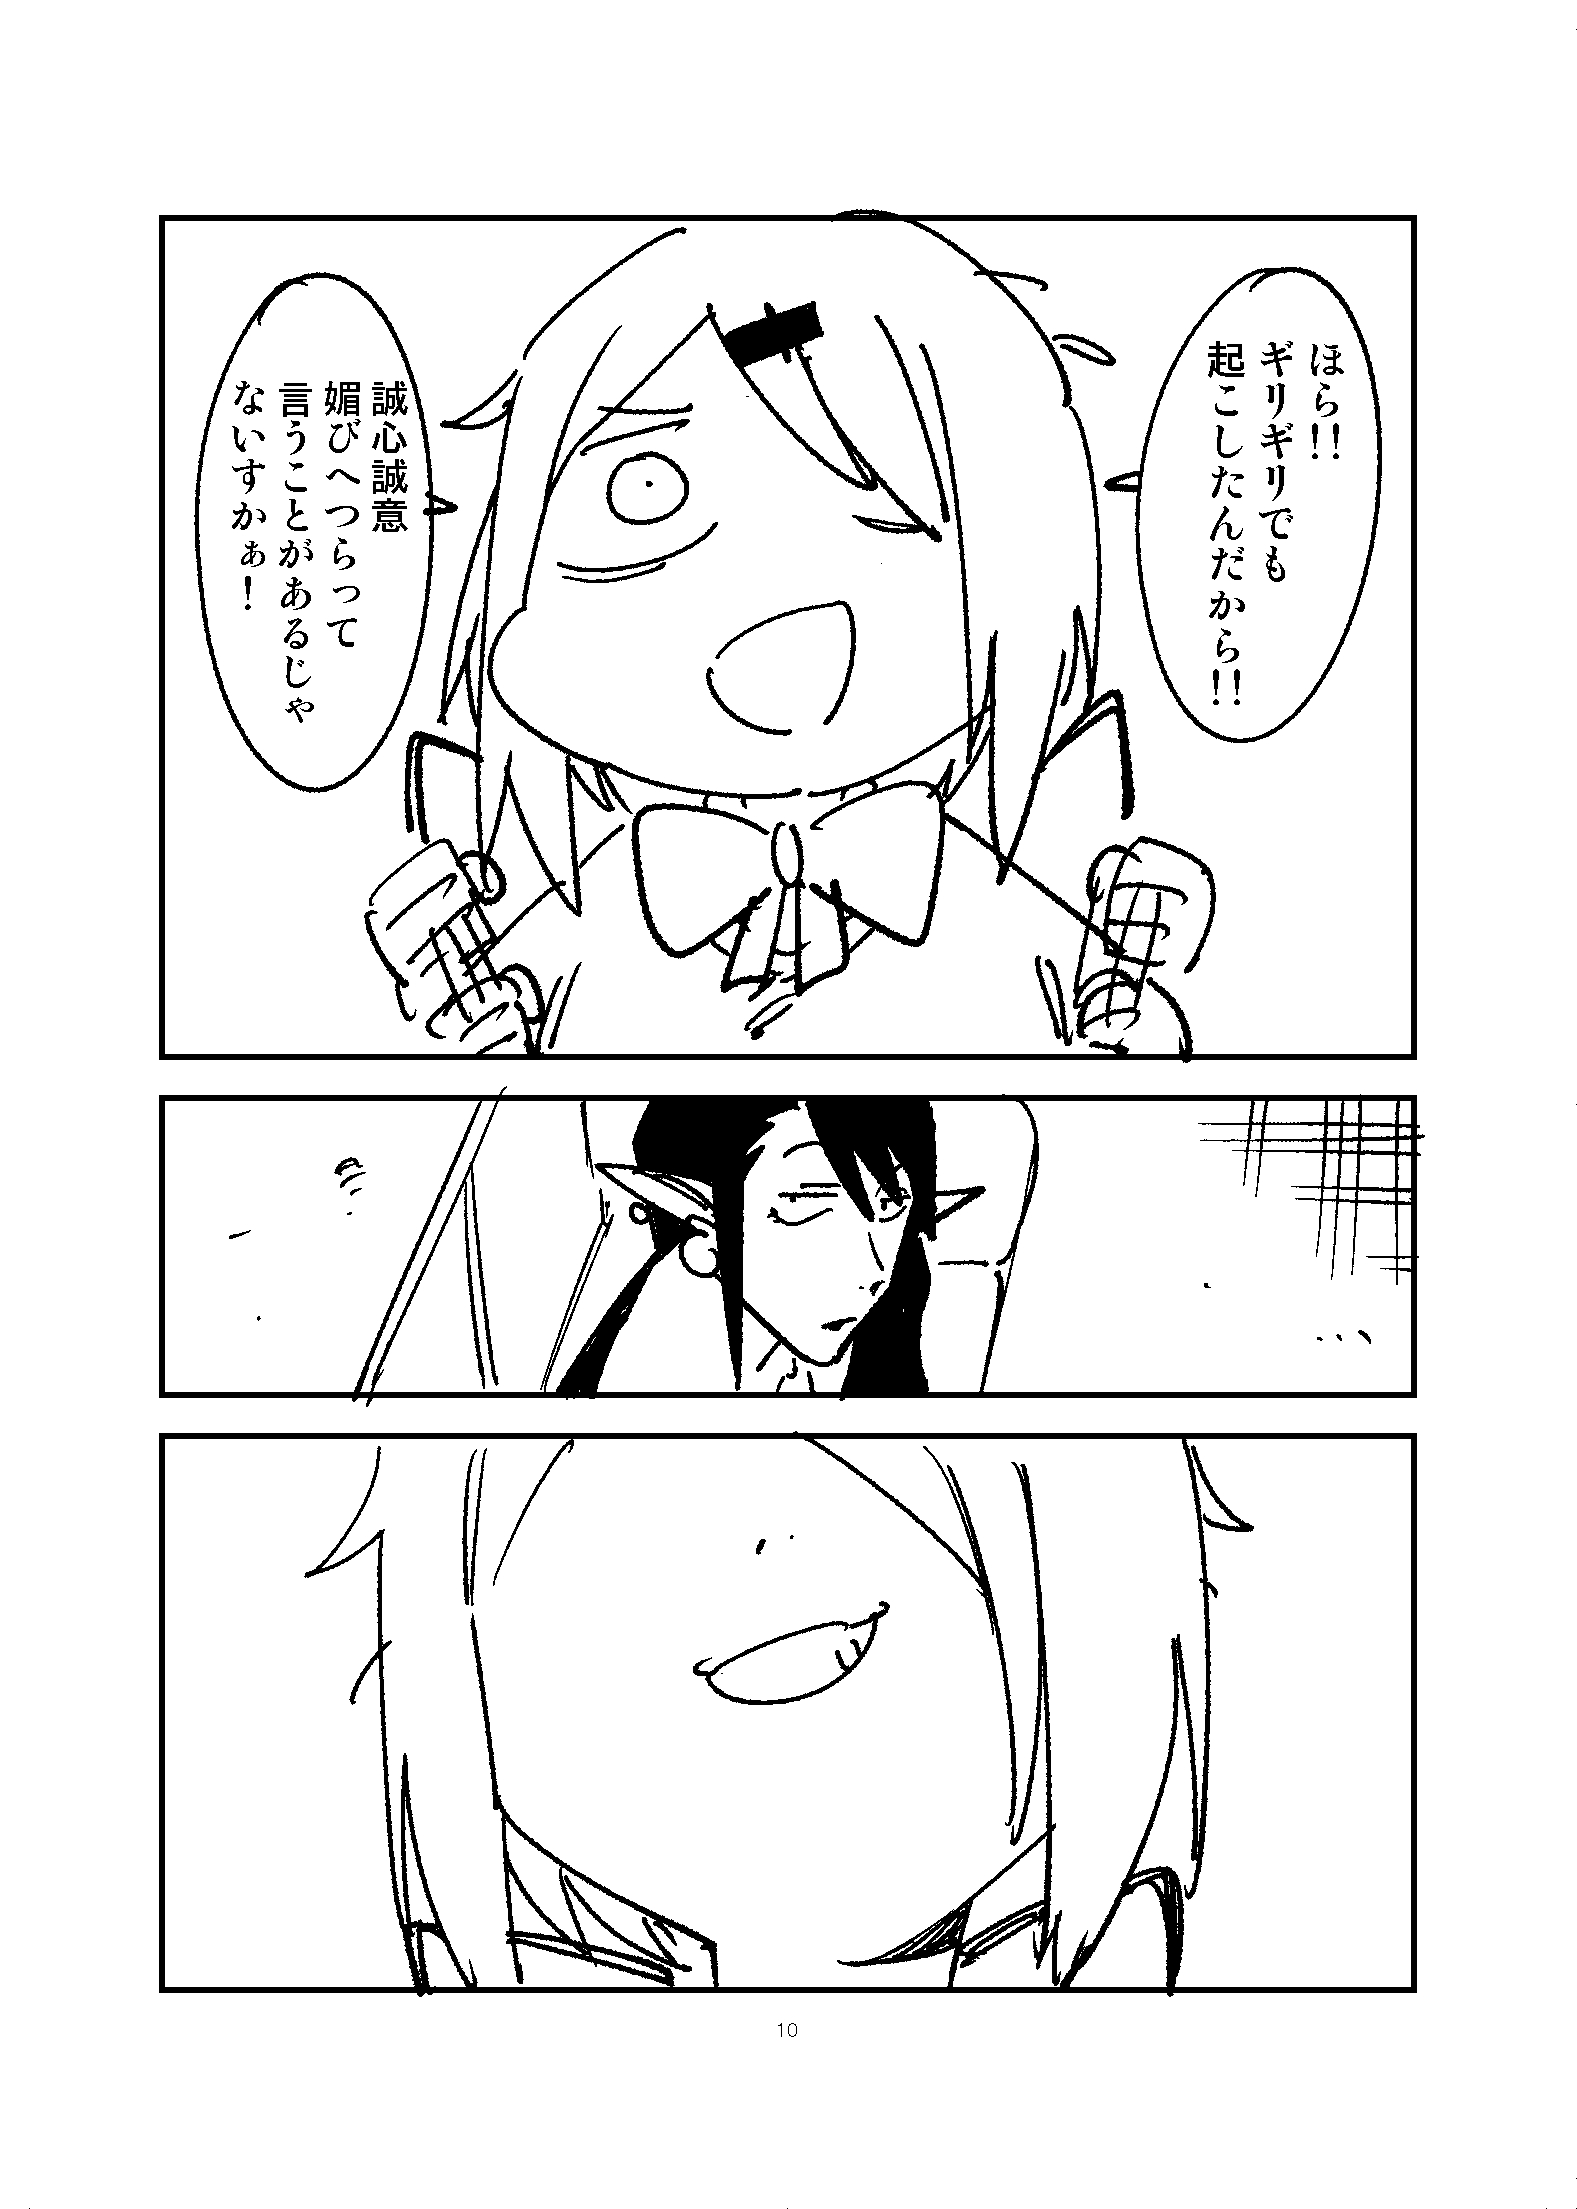 ほら!!
ギリギリでも
起こしたんだから!!
誠心誠意
媚びへつらって
言うことがあるじゃ
ないすかぁ!
10